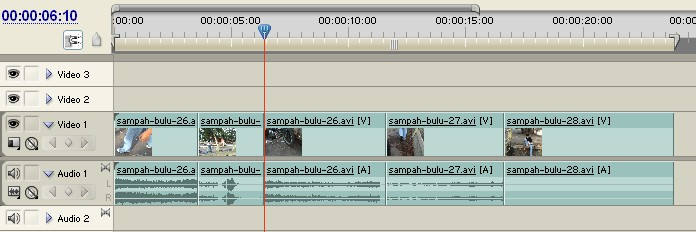 00:00:06:10
:00:00 00:00:05:00 00:00:10:00 00:00:15:00 00:00:20:00 00:00
Video 3
Video 2
Video 1
sampah-bulu-26.a sampah-bulu- sampah-bulu-26.avi [V] sampah-bulu-27.avi [V] sampah-bulu-28.avi [V]
Audio 1
L
R
sampah-bulu-26.a sampah-bulu- sampah-bulu-26.avi [A] sampah-bulu-27.avi [A] sampah-bulu-28.avi [A]
Audio 2